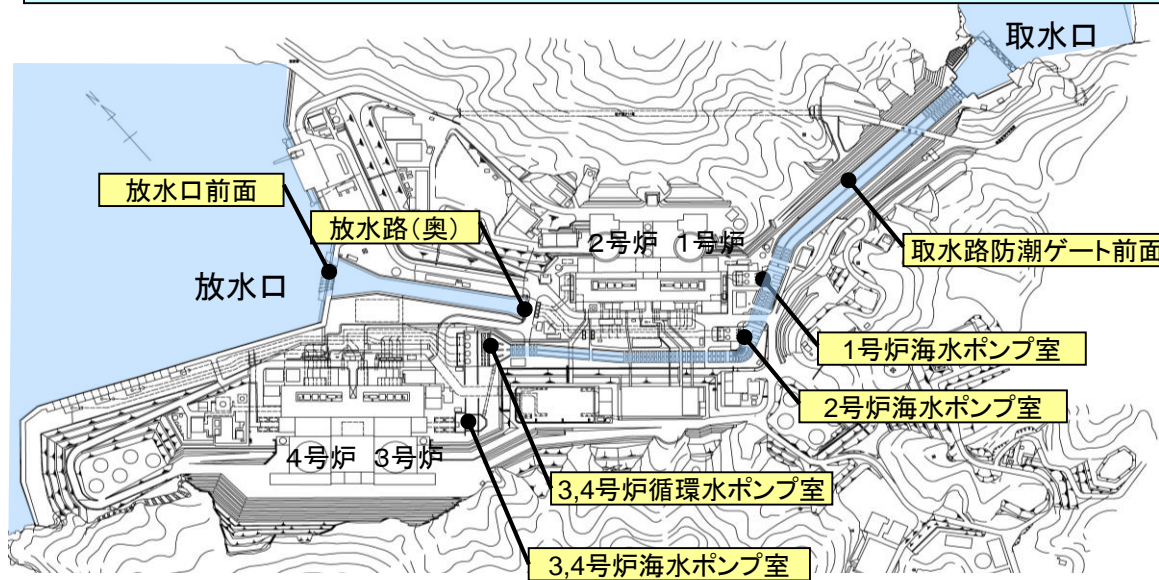 取水口
放水口前面
放水路(奥)
2号炉
1号炉
取水路防潮ゲート前面
放水口
1号炉海水ポンプ室
2号炉海水ポンプ室
4号炉
3号炉
3,4号炉循環水ポンプ室
3,4号炉海水ポンプ室